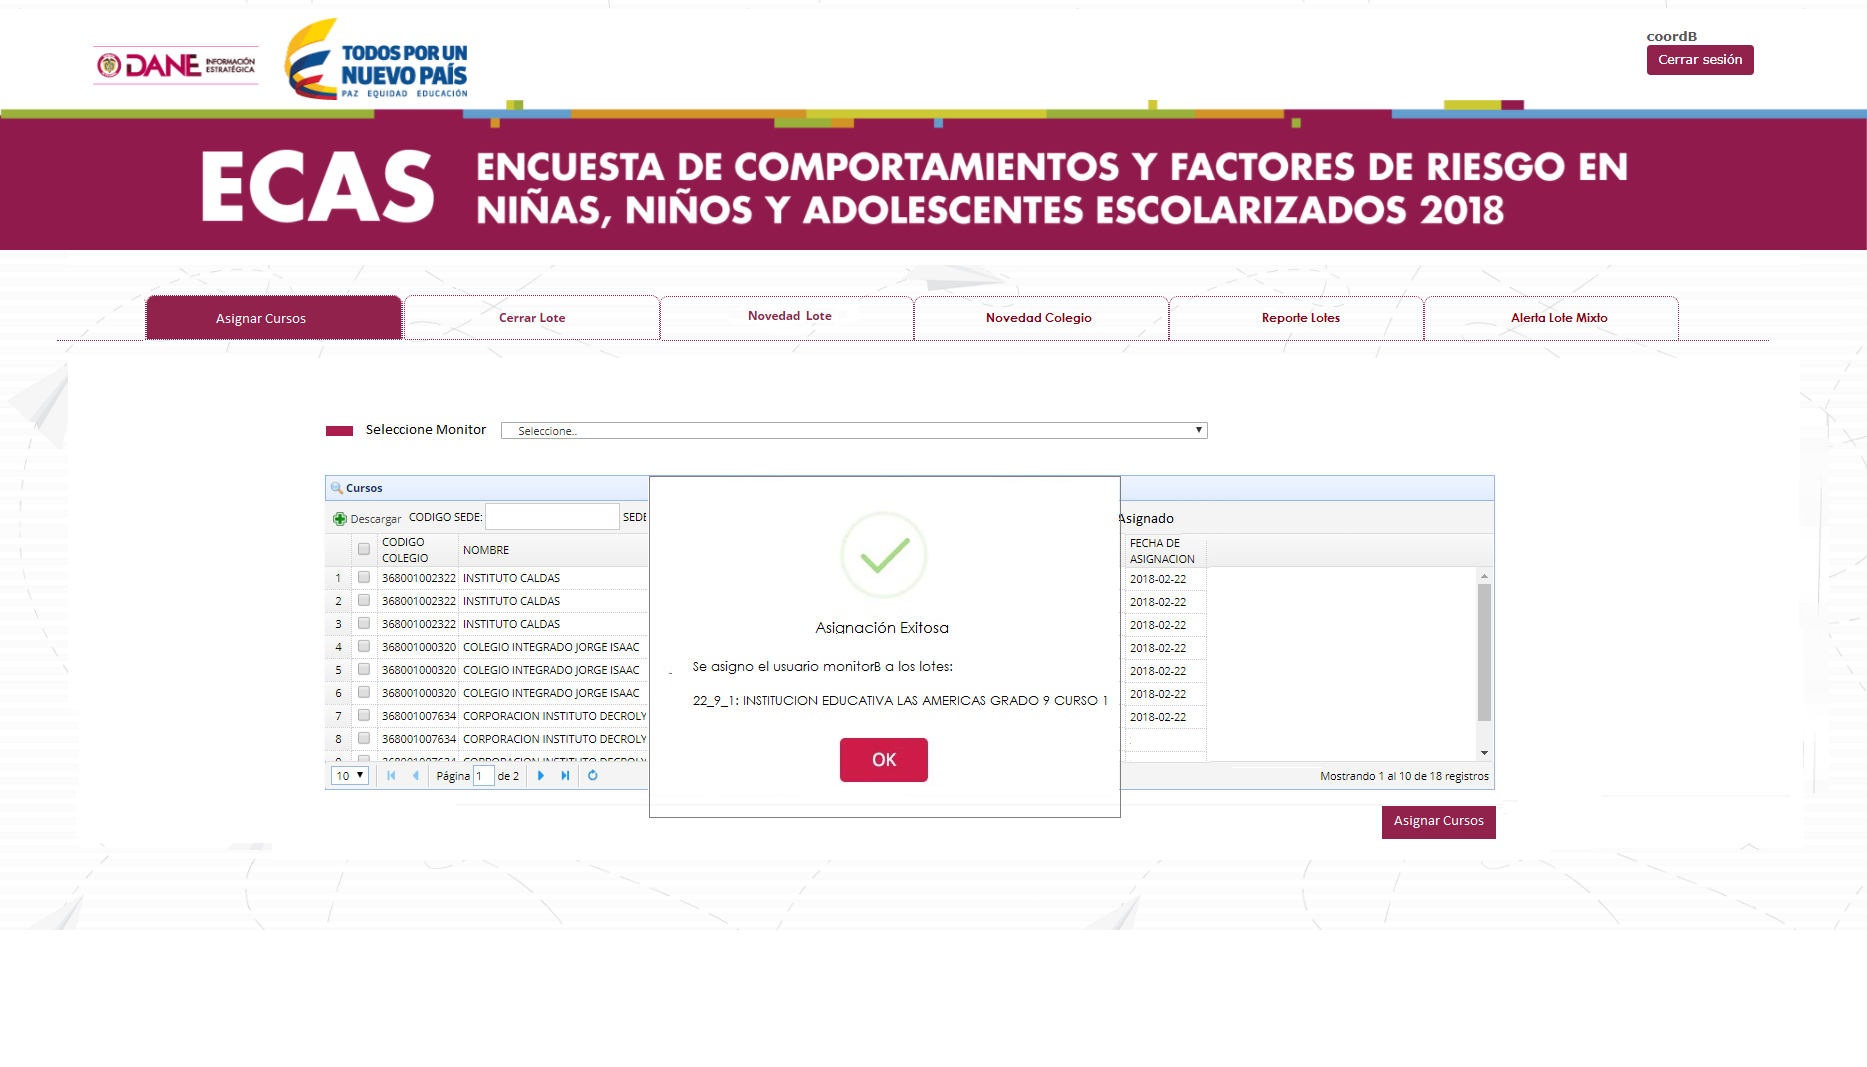 DANE INFORMACIÓN ESTRATÉGICA
TODOS POR UN
NUEVO PAÍS
PAZ EQUIDAD EDUCACIÓN
coordB
Cerrar sesión
ECAS
ENCUESTA DE COMPORTAMIENTOS Y FACTORES DE RIESGO EN
NIÑAS, NIÑOS Y ADOLESCENTES ESCOLARIZADOS 2018
Asignar Cursos
Cerrar Lote
Novedad Lote
Novedad Colegio
Reporte Lotes
Alerta Lote Mixto
Seleccione Monitor
Seleccione..
Cursos
Descargar CODIGO SEDE: SEDE Asignado
CODIGO COLEGIO NOMBRE FECHA DE ASIGNACION
1 368001002322 INSTITUTO CALDAS 2018-02-22
2 368001002322 INSTITUTO CALDAS 2018-02-22
3 368001002322 INSTITUTO CALDAS 2018-02-22
4 368001000320 COLEGIO INTEGRADO JORGE ISAAC 2018-02-22
5 368001000320 COLEGIO INTEGRADO JORGE ISAAC 2018-02-22
6 368001000320 COLEGIO INTEGRADO JORGE ISAAC 2018-02-22
7 368001007634 CORPORACION INSTITUTO DECROLY 2018-02-22
8 368001007634 CORPORACION INSTITUTO DECROLY
Asignación Exitosa
Se asigno el usuario monitorB a los lotes:
22_9_1: INSTITUCION EDUCATIVA LAS AMERICAS GRADO 9 CURSO 1
OK
10 Página 1 de 2
Mostrando 1 al 10 de 18 registros
Asignar Cursos